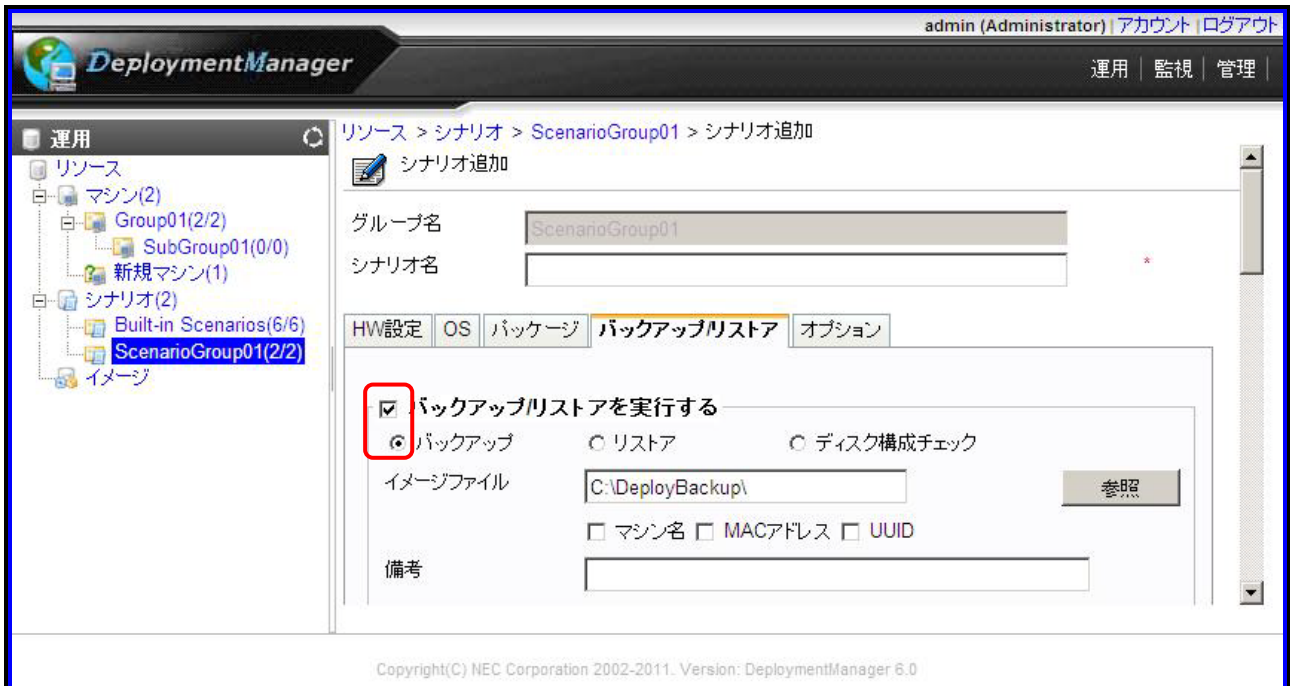 admin (Administrator) | アカウント | ログアウト
DeploymentManager
運用 | 監視 | 管理 |
運用
リソース
マシン(2)
Group01(2/2)
SubGroup01(0/0)
新規マシン(1)
シナリオ(2)
Built-in Scenarios(6/6)
ScenarioGroup01(2/2)
イメージ
リソース > シナリオ > ScenarioGroup01 > シナリオ追加
シナリオ追加
グループ名 ScenarioGroup01
シナリオ名 *
HW設定 OS パッケージ バックアップ/リストア オプション
バックアップ/リストアを実行する
バックアップ リストア ディスク構成チェック
イメージファイル C:\DeployBackup\ 参照
マシン名 MACアドレス UUID
備考
Copyright(C) NEC Corporation 2002-2011. Version: DeploymentManager 6.0